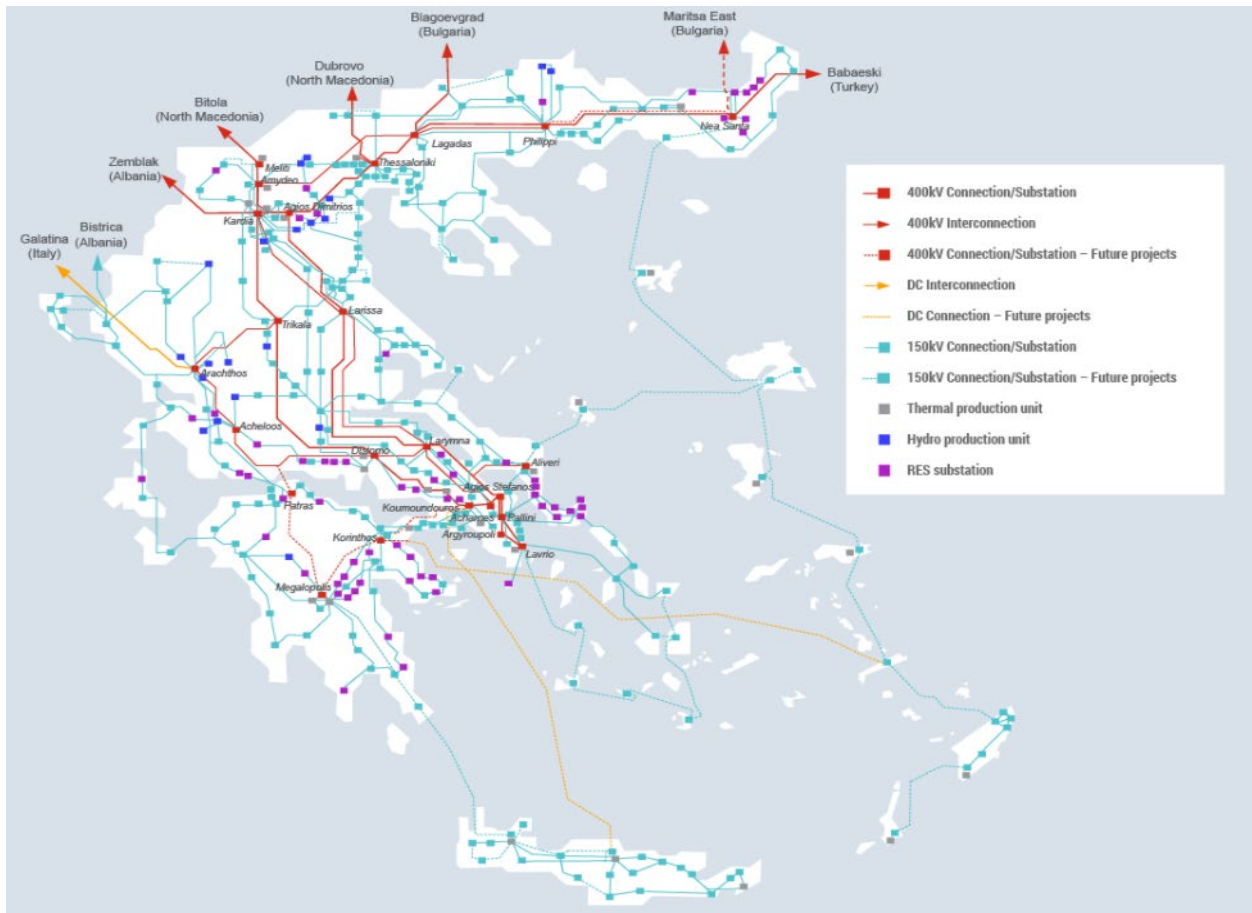 Blagoevgrad
(Bulgaria)
Maritsa East
(Bulgaria)
Dubrovo
(North Macedonia)
Babaeski
(Turkey)
Bitola
(North Macedonia)
Zemblak
(Albania)
Bistrica
(Albania)
Galatina
(Italy)
Nea Santa
Philippi
Lagadas
Thessaloniki
Meliti
Amydeo
Agios Dimitrios
Kardia
Larissa
Trikala
Arachthos
Acheloos
Larymna
Distomo
Aliveri
Agios Stefanos
Patras
Koumoundouros
Acharnes
Pallini
Argyroupoli
Korinthos
Lavrio
Megalopolis
400kV Connection/Substation
400kV Interconnection
400kV Connection/Substation – Future projects
DC Interconnection
DC Connection – Future projects
150kV Connection/Substation
150kV Connection/Substation – Future projects
Thermal production unit
Hydro production unit
RES substation